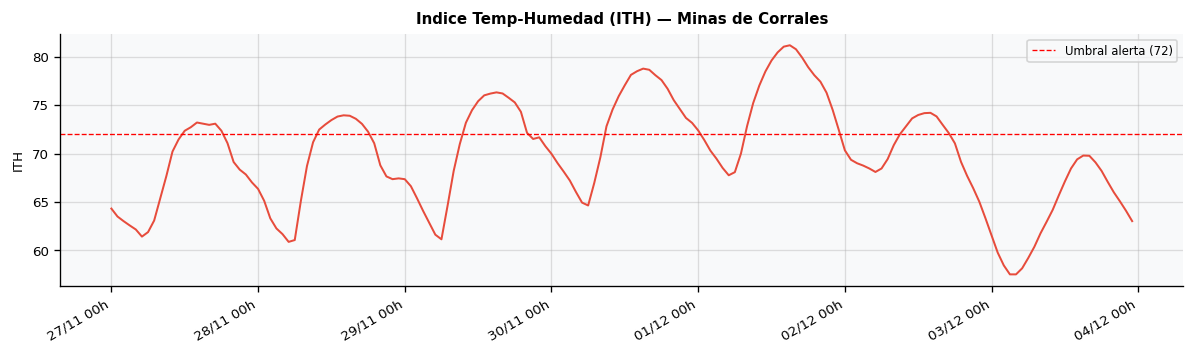 Indice Temp-Humedad (ITH) — Minas de Corrales
Umbral alerta (72)
ITH
80
75
70
65
60
27/11 00h
28/11 00h
29/11 00h
30/11 00h
01/12 00h
02/12 00h
03/12 00h
04/12 00h